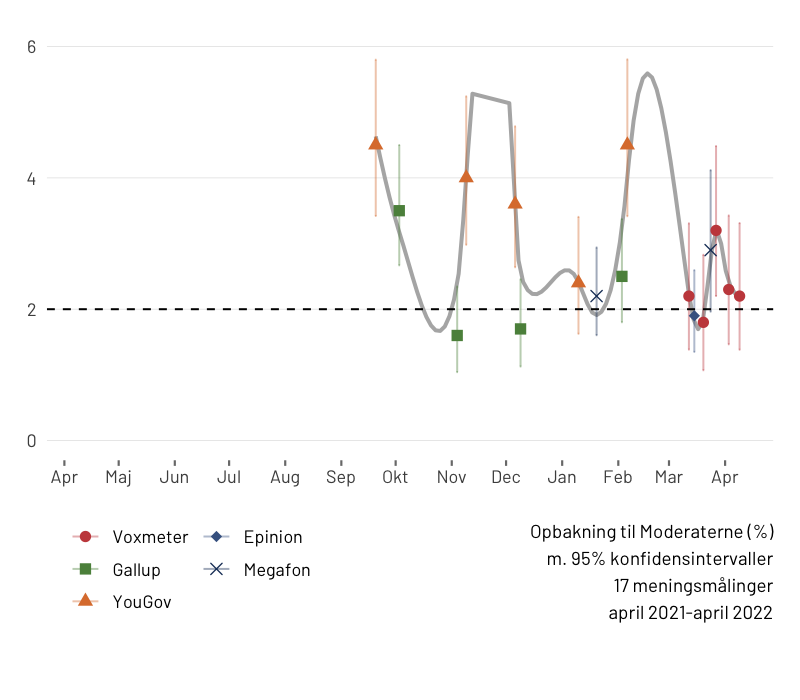 6
4
2
0
Apr Maj Jun Jul Aug Sep Okt Nov Dec Jan Feb Mar Apr
Voxmeter Epinion
Gallup Megafon
YouGov
Opbakning til Moderaterne (%)
m. 95% konfidensintervaller
17 meningsmålinger
april 2021-april 2022